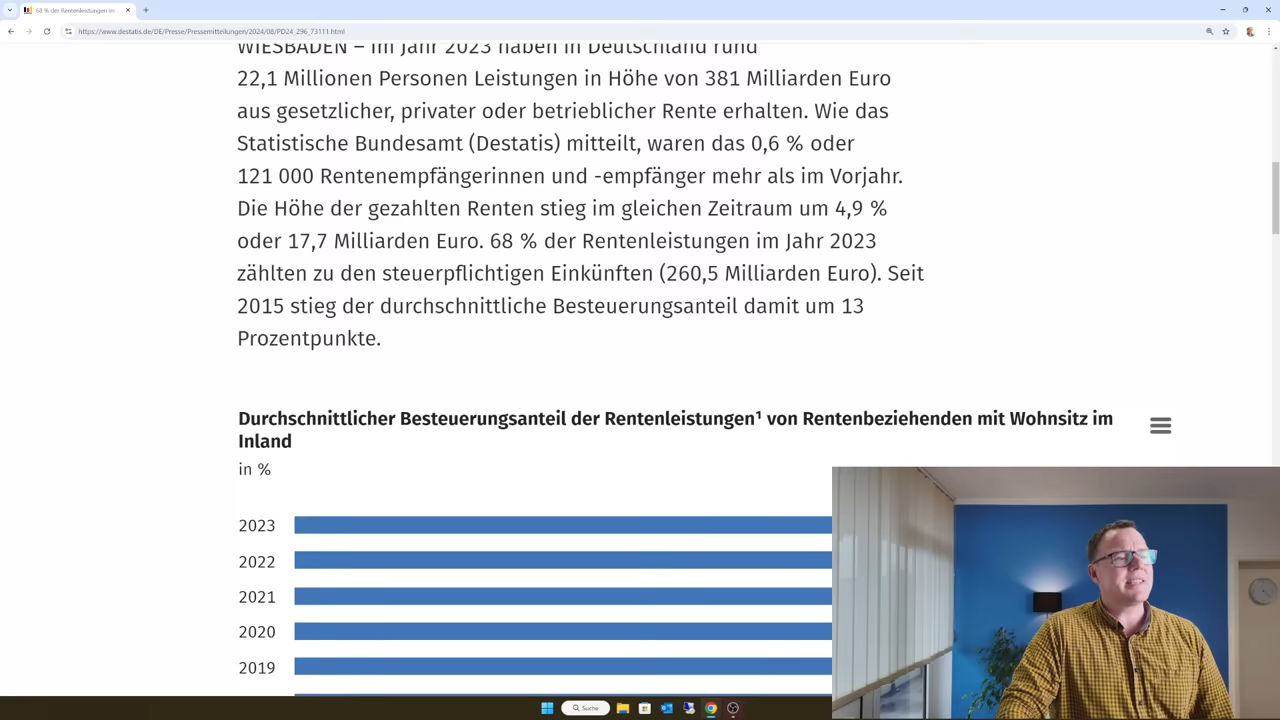 68 % der Rentenleistungen im
https://www.destatis.de/DE/Presse/Pressemitteilungen/2024/08/PD24_296_73111.html
WIESBADEN – Im Jahr 2023 haben in Deutschland rund
22,1 Millionen Personen Leistungen in Höhe von 381 Milliarden Euro
aus gesetzlicher, privater oder betrieblicher Rente erhalten. Wie das
Statistische Bundesamt (Destatis) mitteilt, waren das 0,6 % oder
121 000 Rentenempfängerinnen und -empfänger mehr als im Vorjahr.
Die Höhe der gezahlten Renten stieg im gleichen Zeitraum um 4,9 %
oder 17,7 Milliarden Euro. 68 % der Rentenleistungen im Jahr 2023
zählten zu den steuerpflichtigen Einkünften (260,5 Milliarden Euro). Seit
2015 stieg der durchschnittliche Besteuerungsanteil damit um 13
Prozentpunkte.
Durchschnittlicher Besteuerungsanteil der Rentenleistungen¹ von Rentenbeziehenden mit Wohnsitz im
Inland
in %
2023
2022
2021
2020
2019
Suche